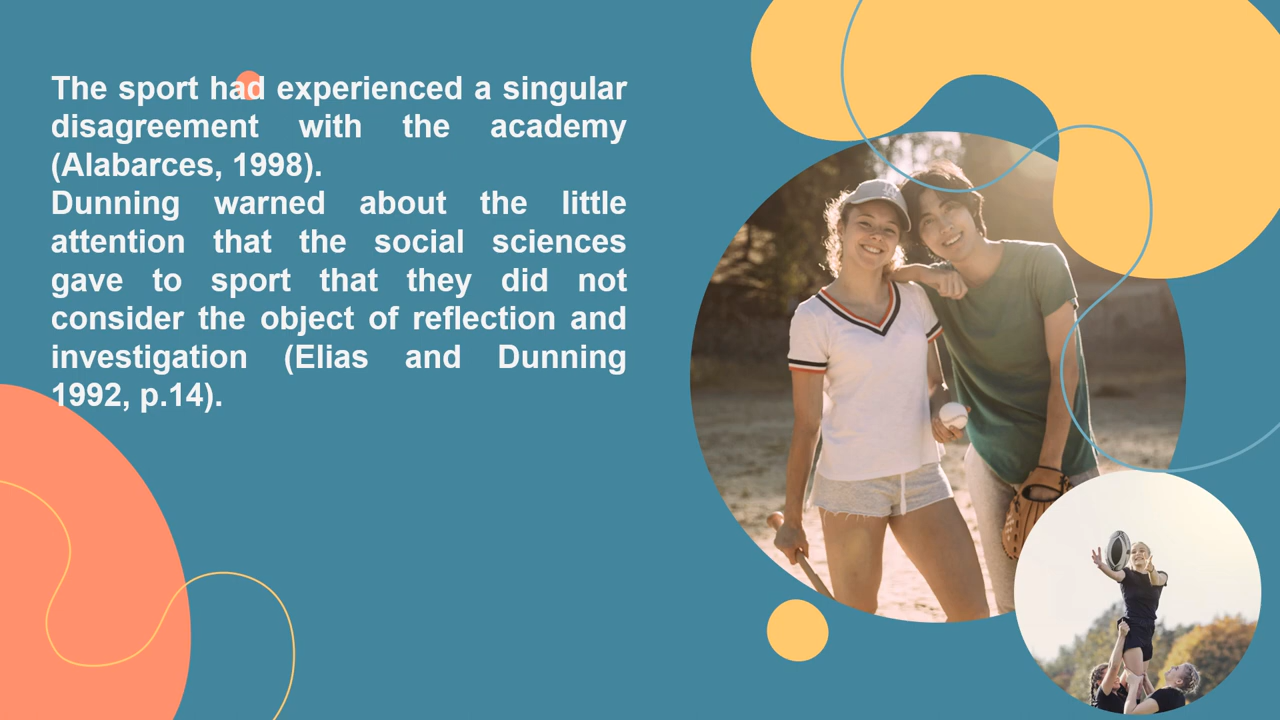 The sport had experienced a singular
disagreement with the academy
(Alabarces, 1998).
Dunning warned about the little
attention that the social sciences
gave to sport that they did not
consider the object of reflection and
investigation (Elias and Dunning
1992, p.14).